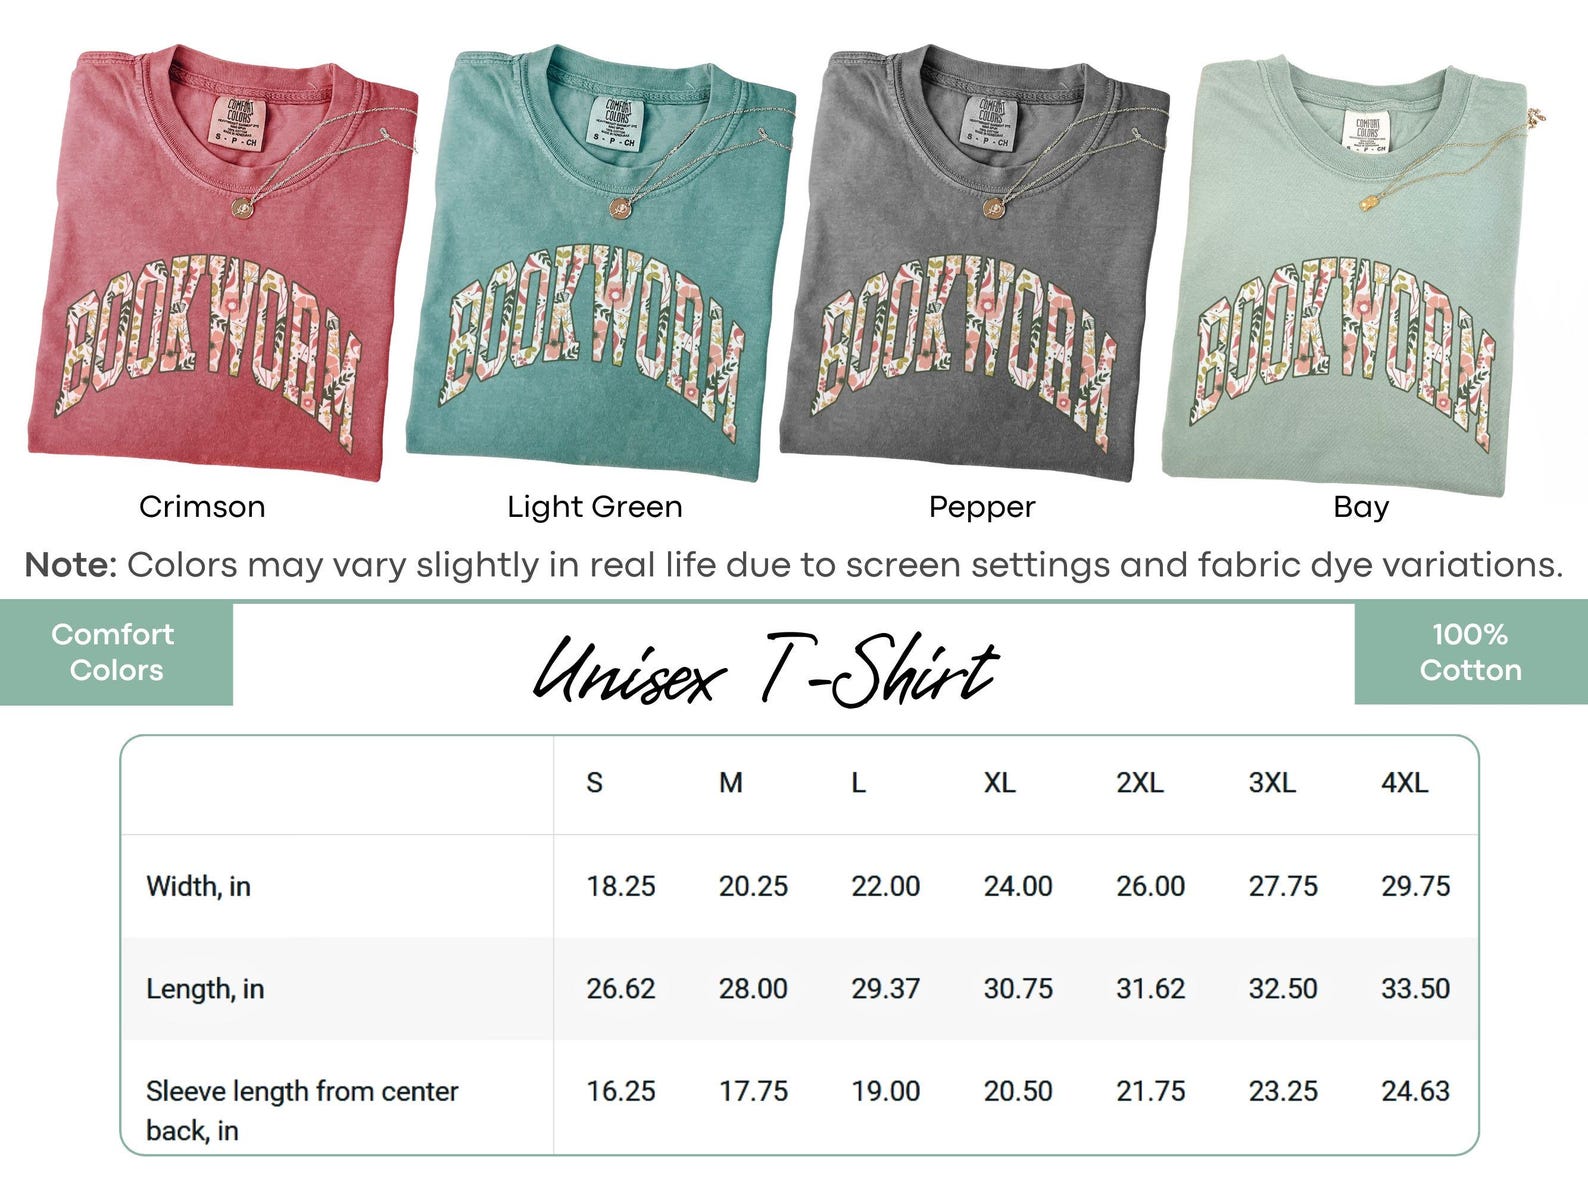 COMFORT
COLORS
S - P - CH
COMFORT
COLORS
S - P - CH
COMFORT
COLORS
S - P - CH
COMFORT
COLORS
BOOKWORM
BOOKWORM
BOOKWORM
BOOKWORM
Crimson
Light Green
Pepper
Bay
Note: Colors may vary slightly in real life due to screen settings and fabric dye variations.
Comfort
Colors
Unisex T-Shirt
100%
Cotton
S M L XL 2XL 3XL 4XL
Width, in 18.25 20.25 22.00 24.00 26.00 27.75 29.75
Length, in 26.62 28.00 29.37 30.75 31.62 32.50 33.50
Sleeve length from center 16.25 17.75 19.00 20.50 21.75 23.25 24.63
back, in